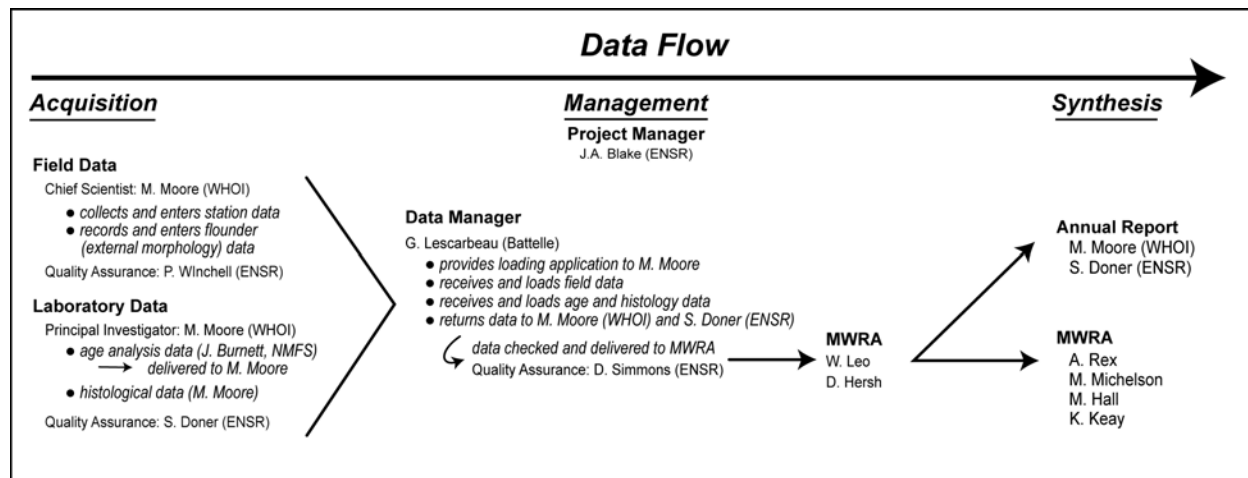 Data Flow
Acquisition
Management
Synthesis
Project Manager
J.A. Blake (ENSR)
Field Data
Chief Scientist: M. Moore (WHOI)
● collects and enters station data
● records and enters flounder
(external morphology) data
Quality Assurance: P. WInchell (ENSR)
Laboratory Data
Principal Investigator: M. Moore (WHOI)
● age analysis data (J. Burnett, NMFS)
delivered to M. Moore
● histological data (M. Moore)
Quality Assurance: S. Doner (ENSR)
Data Manager
G. Lescarbeau (Battelle)
● provides loading application to M. Moore
● receives and loads field data
● receives and loads age and histology data
● returns data to M. Moore (WHOI) and S. Doner (ENSR)
data checked and delivered to MWRA
Quality Assurance: D. Simmons (ENSR)
MWRA
W. Leo
D. Hersh
Annual Report
M. Moore (WHOI)
S. Doner (ENSR)
MWRA
A. Rex
M. Michelson
M. Hall
K. Keay